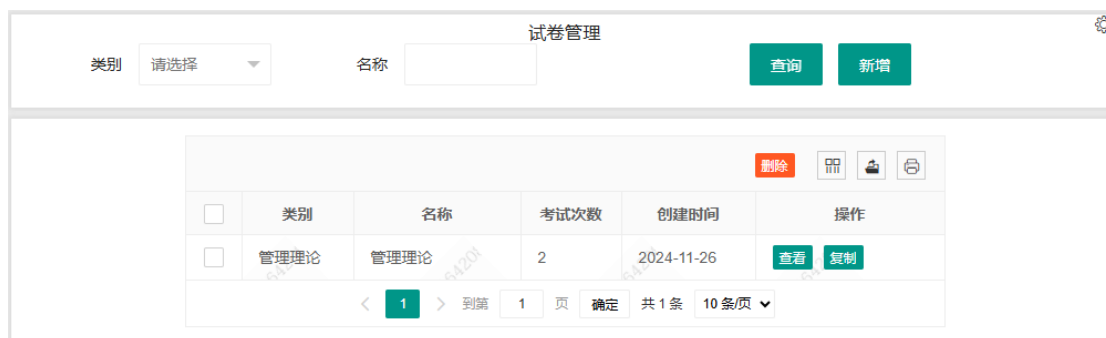 试卷管理
类别 请选择 名称 查询 新增
删除
类别 名称 考试次数 创建时间 操作
管理理论 管理理论 2 2024-11-26 查看 复制
1 到第 1 页 确定 共 1 条 10 条/页